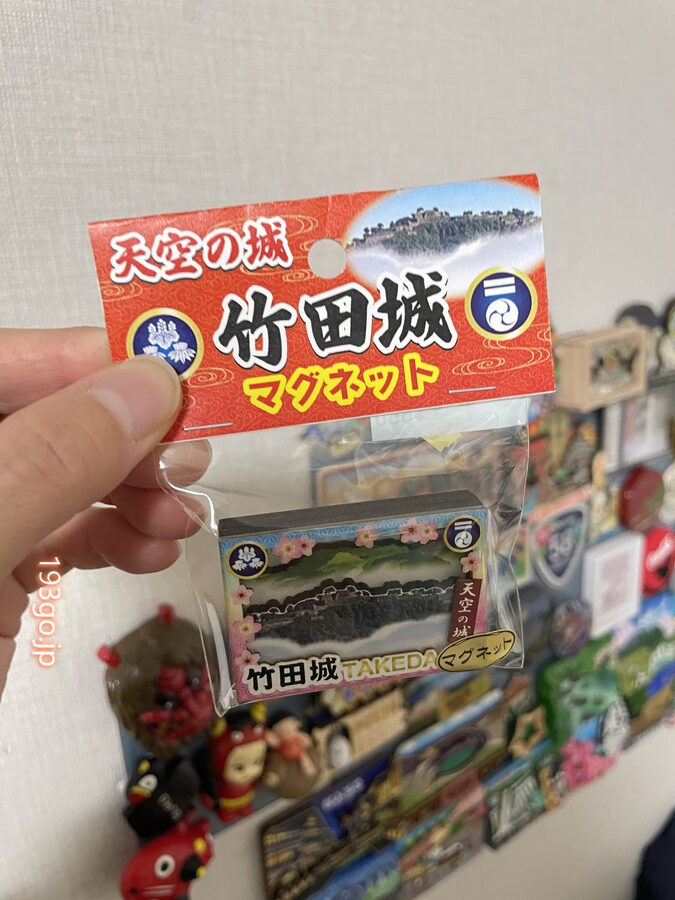 天空の城
竹田城
マグネット
天空の城
竹田城 TAKEDA
マグネット
193go.jp